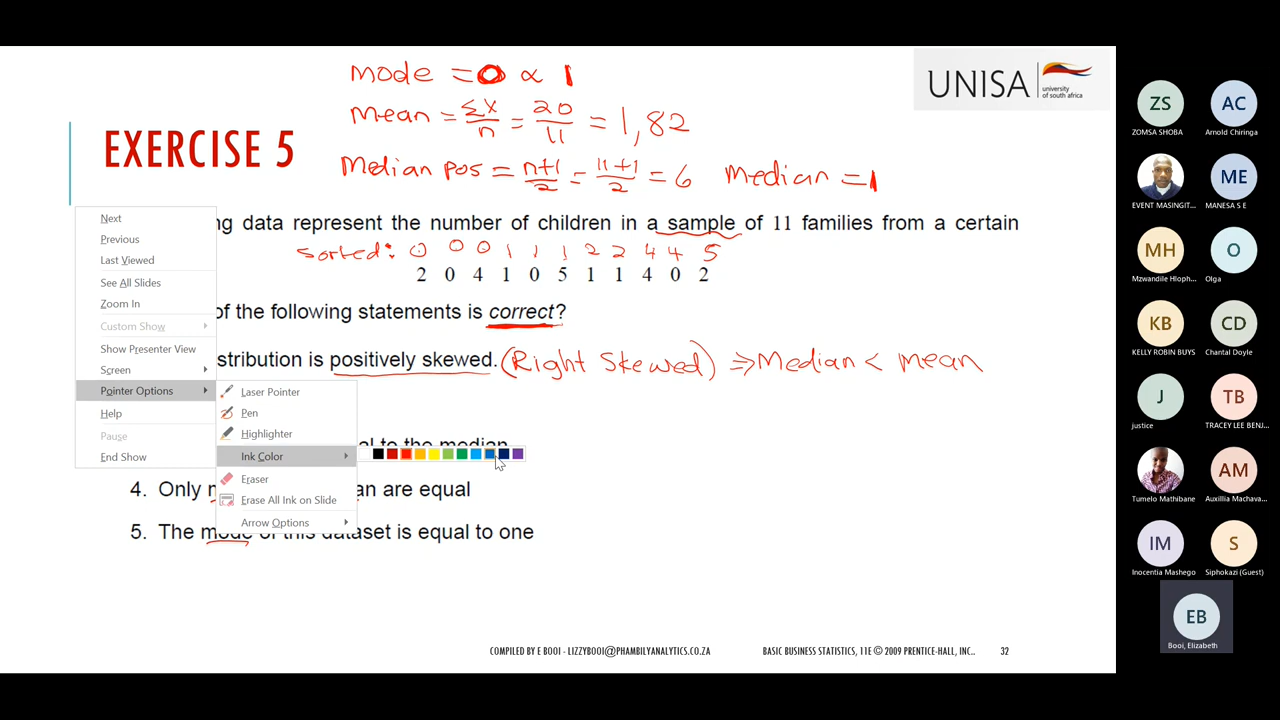 mode = 0 & 1
UNISA
university of south africa
mean = Σx/n = 20/11 = 1,82
EXERCISE 5
Median pos = n+1/2 = 11+1/2 = 6 median = 1
ng data represent the number of children in a sample of 11 families from a certain
sorted: 0 0 0 1 1 1 2 2 4 4 5
2 0 4 1 0 5 1 1 4 0 2
of the following statements is correct?
stribution is positively skewed. (Right Skewed) ⇒ Median < mean
al to the median
4. Only an are equal
5. The mode of this dataset is equal to one
Next
Previous
Last Viewed
See All Slides
Zoom In
Custom Show
Show Presenter View
Screen
Pointer Options
Help
Pause
End Show
Laser Pointer
Pen
Highlighter
Ink Color
Eraser
Erase All Ink on Slide
Arrow Options
COMPILED BY E BOOI - LIZZYBOOI@PHAMBILYANALYTICS.CO.ZA
BASIC BUSINESS STATISTICS, 11E © 2009 PRENTICE-HALL, INC..
32
ZS
AC
ZOMSA SHOBA
Arnold Chiringa
ME
EVENT MASINGIT...
MANESA S E
MH
O
Mzwandile Hloph...
Olga
KB
CD
KELLY ROBIN BUYS
Chantal Doyle
J
TB
justice
TRACEY LEE BENJ...
AM
Tumelo Mathibane
Auxillia Machava...
IM
S
Inocentia Mashego
Siphokazi (Guest)
EB
Booi, Elizabeth